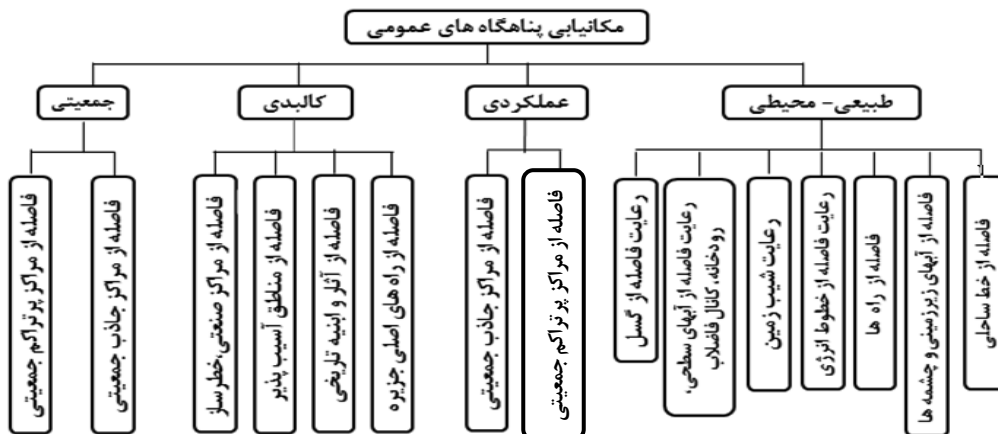 مکانیابی پناهگاه های عمومی
طبیعی- محیطی
عملکردی
کالبدی
جمعیتی
فاصله از خط ساحلی
فاصله از آبهای زیرزمینی و چشمه ها
فاصله از راه ها
رعایت فاصله از خطوط انرژی
رعایت شیب زمین
رعایت فاصله از آبهای سطحی،
رودخانه، کانال فاضلاب
رعایت فاصله از گسل
فاصله از مراکز پر تراکم جمعیتی
فاصله از مراکز جاذب جمعیتی
فاصله از راه های اصلی جزیره
فاصله از آثار و ابنیه تاریخی
فاصله از مناطق آسیب پذیر
فاصله از مراکز صنعتی،خطرساز
فاصله از مراکز جاذب جمعیتی
فاصله از مراکز پر تراکم جمعیتی